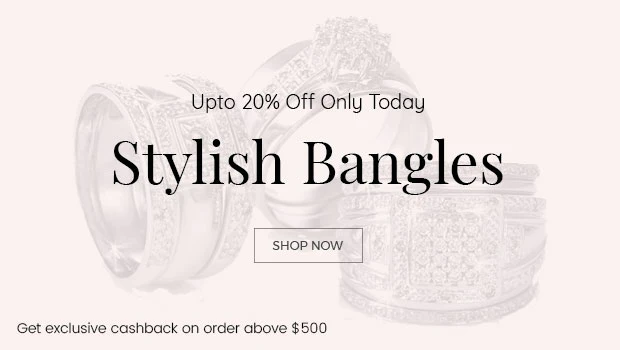 Upto 20% Off Only Today
Stylish Bangles
SHOP NOW
Get exclusive cashback on order above $500